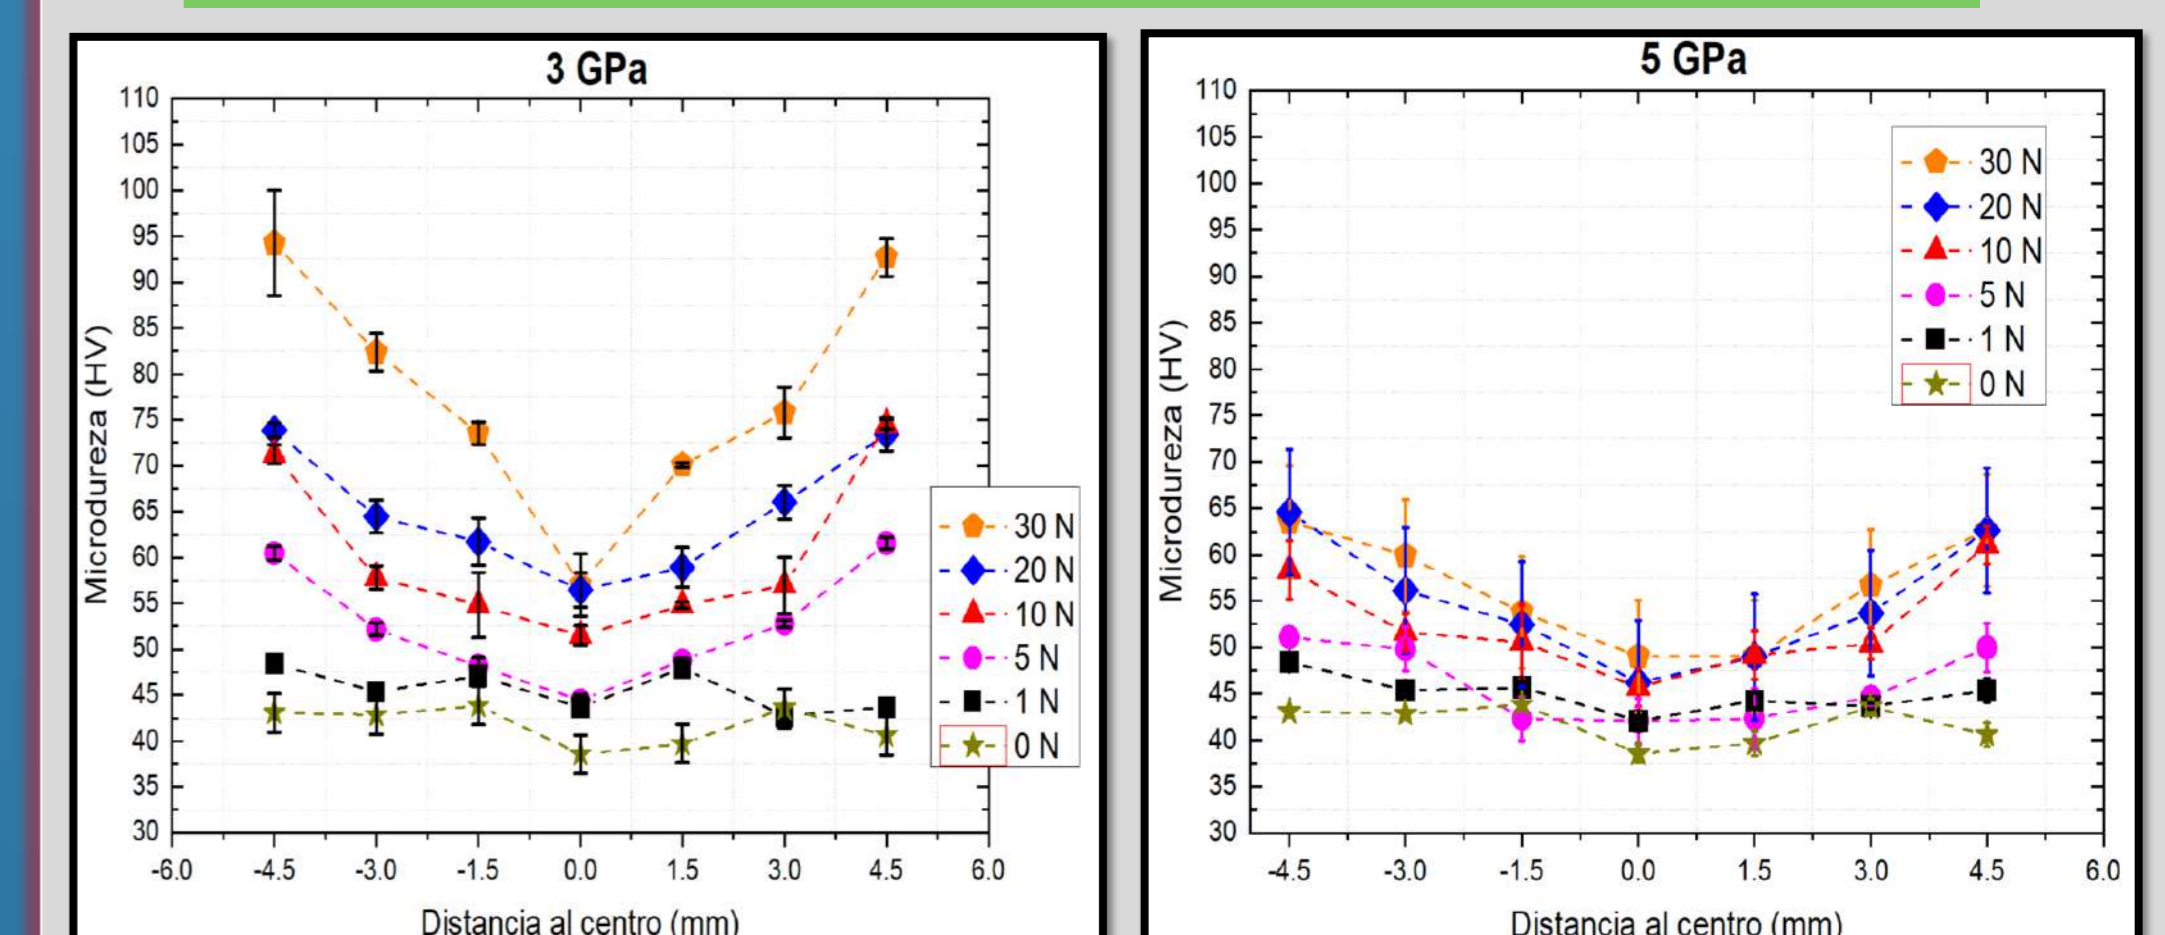 3 GPa
110
105
100
95
90
85
80
75
70
65
60
55
50
45
40
35
30
Microdureza (HV)
-6.0 -4.5 -3.0 -1.5 0.0 1.5 3.0 4.5 6.0
Distancia al centro (mm)
30 N
20 N
10 N
5 N
1 N
0 N
5 GPa
110
105
100
95
90
85
80
75
70
65
60
55
50
45
40
35
30
Microdureza (HV)
-4.5 -3.0 -1.5 0.0 1.5 3.0 4.5 6.0
Distancia al centro (mm)
30 N
20 N
10 N
5 N
1 N
0 N